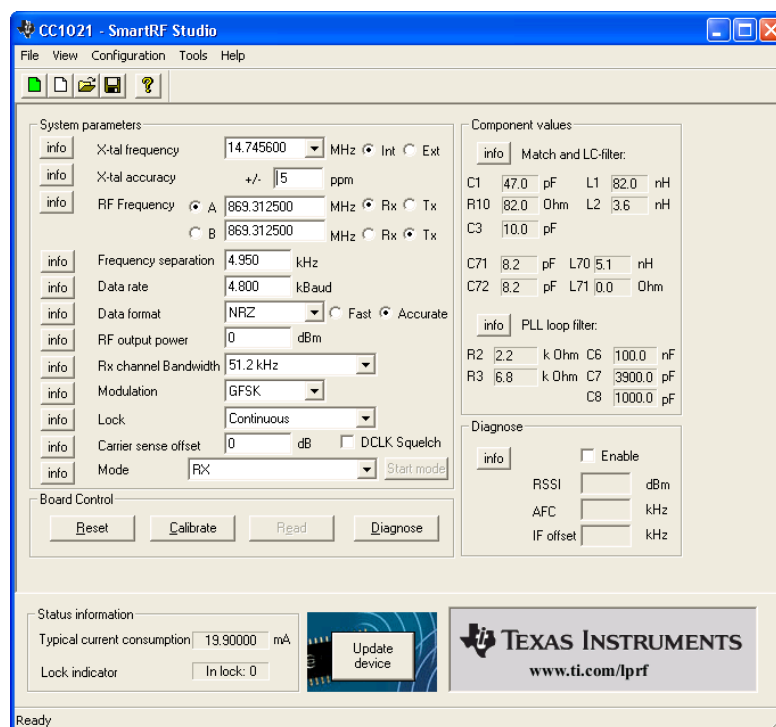 CC1021 - SmartRF Studio
File View Configuration Tools Help
System parameters
info X-tal frequency 14.745600 MHz Int Ext
info X-tal accuracy +/- 5 ppm
info RF Frequency A 869.312500 MHz Rx Tx
B 869.312500 MHz Rx Tx
info Frequency separation 4.950 kHz
info Data rate 4.800 kBaud
info Data format NRZ Fast Accurate
info RF output power 0 dBm
info Rx channel Bandwidth 51.2 kHz
info Modulation GFSK
info Lock Continuous
info Carrier sense offset 0 dB DCLK Squelch
info Mode RX Start mode
Board Control
Reset Calibrate Read Diagnose
Component values
info Match and LC-filter:
C1 47.0 pF L1 82.0 nH
R10 82.0 Ohm L2 3.6 nH
C3 10.0 pF
C71 8.2 pF L70 5.1 nH
C72 8.2 pF L71 0.0 Ohm
info PLL loop filter:
R2 2.2 k Ohm C6 100.0 nF
R3 6.8 k Ohm C7 3900.0 pF
C8 1000.0 pF
Diagnose
info Enable
RSSI dBm
AFC kHz
IF offset kHz
Status information
Typical current consumption 19.90000 mA
Lock indicator In lock: 0
Update
device
TEXAS INSTRUMENTS
www.ti.com/lprf
Ready